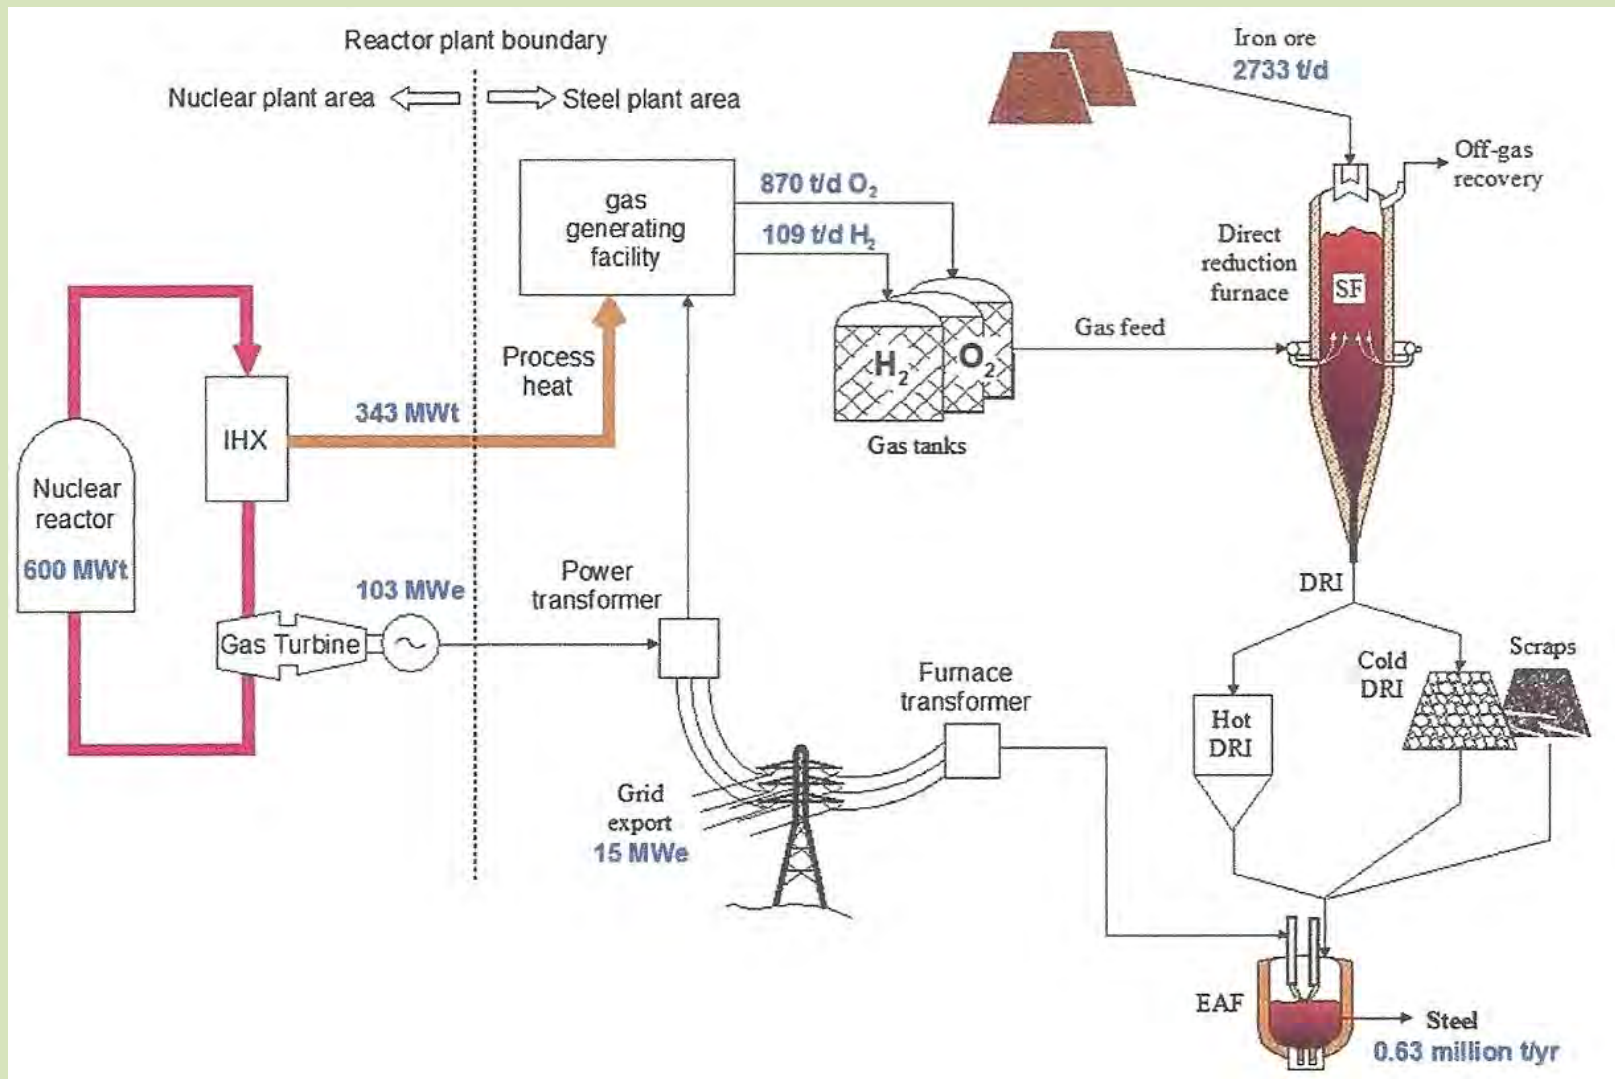 Reactor plant boundary
Nuclear plant area
Steel plant area
Iron ore
2733 t/d
Off-gas
recovery
gas
generating
facility
870 t/d O₂
109 t/d H₂
Direct
reduction
furnace
SF
H₂
O₂
Gas feed
Gas tanks
Process
heat
343 MWt
IHX
Nuclear
reactor
600 MWt
103 MWe
Gas Turbine
Power
transformer
DRI
Furnace
transformer
Cold
DRI
Scraps
Hot
DRI
Grid
export
15 MWe
EAF
Steel
0.63 million t/yr